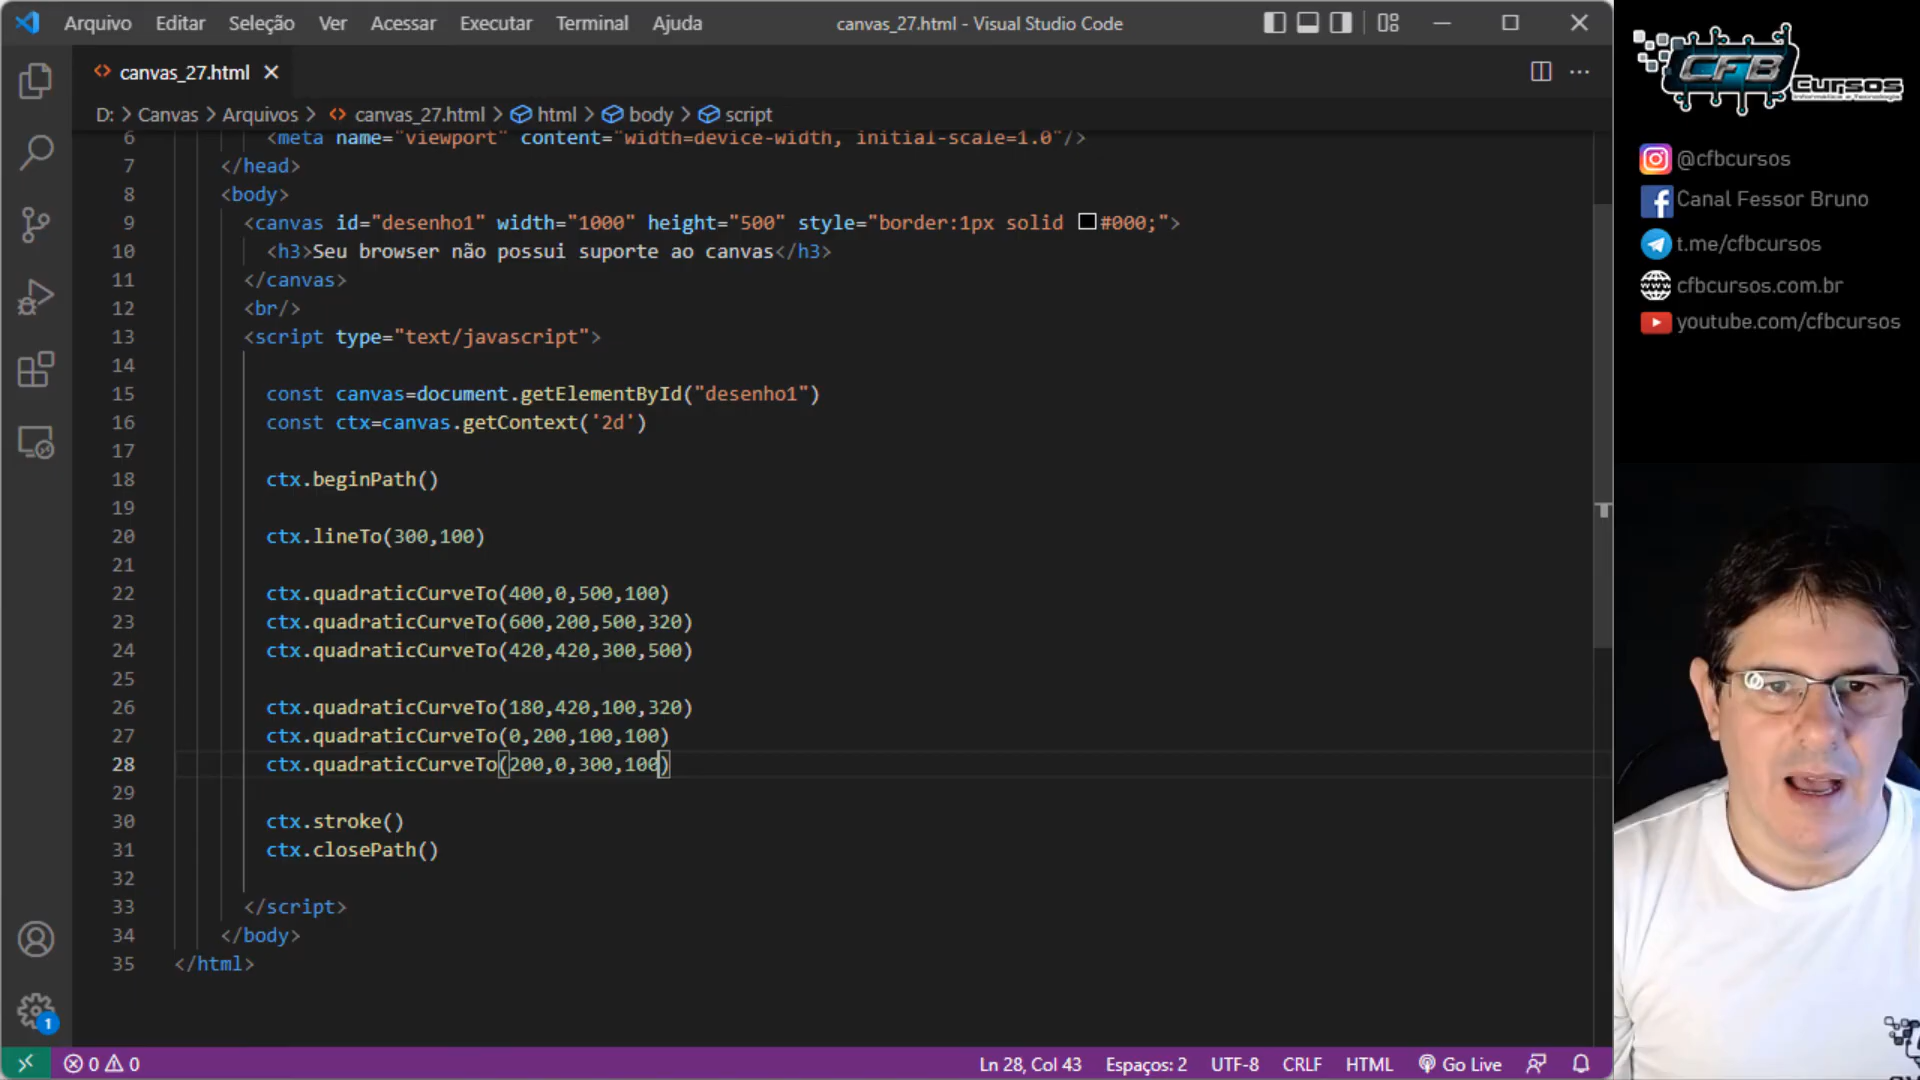 Arquivo Editar Seleção Ver Acessar Executar Terminal Ajuda canvas_27.html - Visual Studio Code
canvas_27.html
D: > Canvas > Arquivos > canvas_27.html > html > body > script
6 <meta name="viewport" content="width=device-width, initial-scale=1.0"/>
7 </head>
8 <body>
9 <canvas id="desenho1" width="1000" height="500" style="border:1px solid #000;">
10 <h3>Seu browser não possui suporte ao canvas</h3>
11 </canvas>
12 <br/>
13 <script type="text/javascript">
14
15 const canvas=document.getElementById("desenho1")
16 const ctx=canvas.getContext('2d')
17
18 ctx.beginPath()
19
20 ctx.lineTo(300,100)
21
22 ctx.quadraticCurveTo(400,0,500,100)
23 ctx.quadraticCurveTo(600,200,500,320)
24 ctx.quadraticCurveTo(420,420,300,500)
25
26 ctx.quadraticCurveTo(180,420,100,320)
27 ctx.quadraticCurveTo(0,200,100,100)
28 ctx.quadraticCurveTo(200,0,300,100)
29
30 ctx.stroke()
31 ctx.closePath()
32
33 </script>
34 </body>
35 </html>
1
0 0 Ln 28, Col 43 Espaços: 2 UTF-8 CRLF HTML Go Live
CFB Cursos
Informática e Tecnologia
@cfbcursos
Canal Fessor Bruno
t.me/cfbcursos
cfbcursos.com.br
youtube.com/cfbcursos